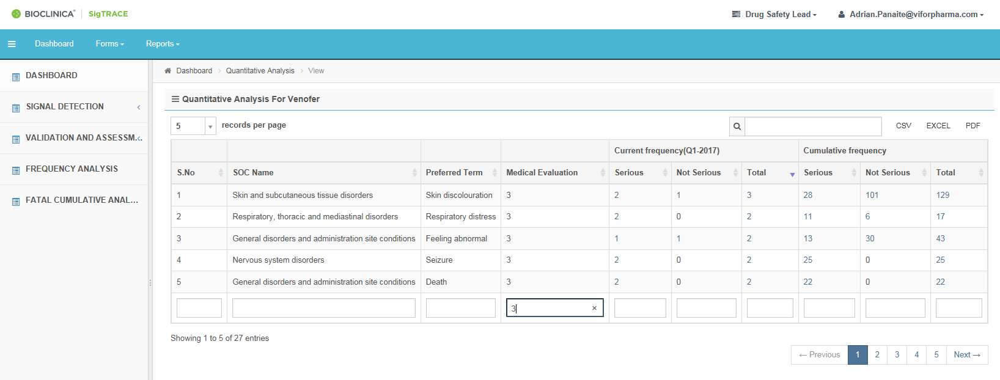 BIOCLINICA® | SigTRACE
Drug Safety Lead
Adrian.Panaite@viforpharma.com
Dashboard Forms Reports
DASHBOARD
SIGNAL DETECTION
VALIDATION AND ASSESSM...
FREQUENCY ANALYSIS
FATAL CUMULATIVE ANAL...
Dashboard > Quantitative Analysis > View
Quantitative Analysis For Venofer
5 records per page
CSV EXCEL PDF
Current frequency(Q1-2017) Cumulative frequency
S.No SOC Name Preferred Term Medical Evaluation Serious Not Serious Total Serious Not Serious Total
1 Skin and subcutaneous tissue disorders Skin discolouration 3 2 1 3 28 101 129
2 Respiratory, thoracic and mediastinal disorders Respiratory distress 3 2 0 2 11 6 17
3 General disorders and administration site conditions Feeling abnormal 3 1 1 2 13 30 43
4 Nervous system disorders Seizure 3 2 0 2 25 0 25
5 General disorders and administration site conditions Death 3 2 0 2 22 0 22
3 ×
Showing 1 to 5 of 27 entries
← Previous 1 2 3 4 5 Next →